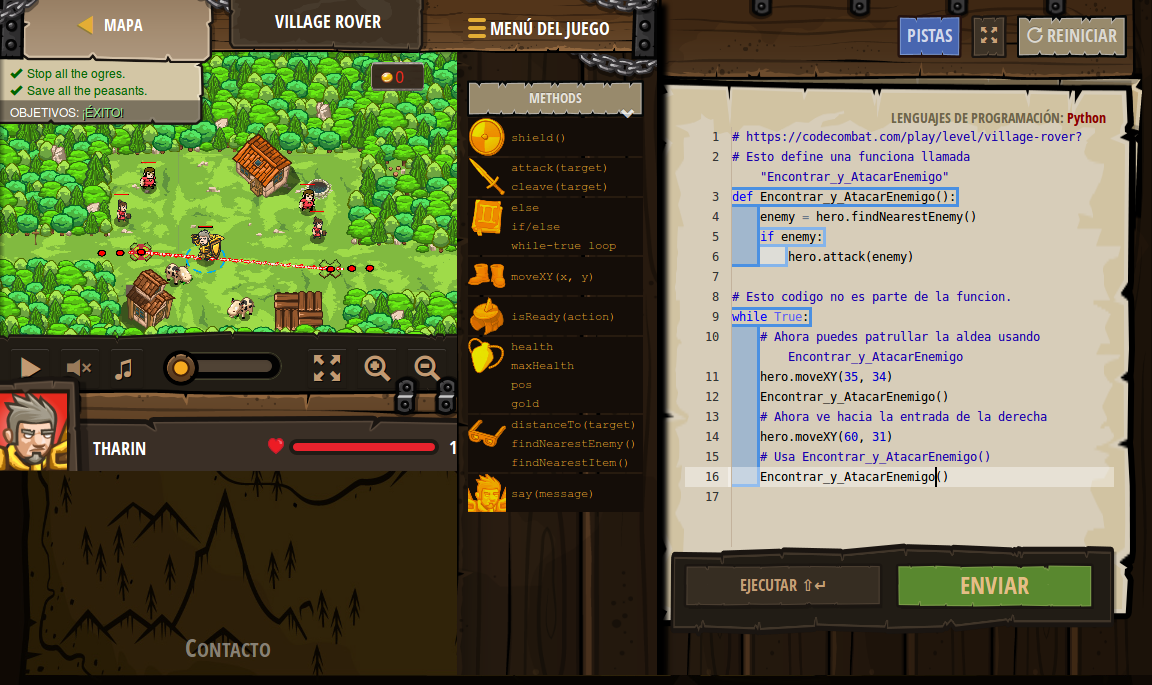 MAPA
VILLAGE ROVER
MENÚ DEL JUEGO
PISTAS
REINICIAR
Stop all the ogres.
Save all the peasants.
OBJETIVOS: ¡ÉXITO!
0
METHODS
shield()
attack(target)
cleave(target)
else
if/else
while-true loop
moveXY(x, y)
isReady(action)
health
maxHealth
pos
gold
distanceTo(target)
findNearestEnemy()
findNearestItem()
say(message)
THARIN
1
CONTACTO
LENGUAJES DE PROGRAMACIÓN: Python
1 # https://codecombat.com/play/level/village-rover?
2 # Esto define una funciona llamada
"Encontrar_y_AtacarEnemigo"
3 def Encontrar_y_AtacarEnemigo():
4 enemy = hero.findNearestEnemy()
5 if enemy:
6 hero.attack(enemy)
7
8 # Esto codigo no es parte de la funcion.
9 while True:
10 # Ahora puedes patrullar la aldea usando
Encontrar_y_AtacarEnemigo
11 hero.moveXY(35, 34)
12 Encontrar_y_AtacarEnemigo()
13 # Ahora ve hacia la entrada de la derecha
14 hero.moveXY(60, 31)
15 # Usa Encontrar_y_AtacarEnemigo()
16 Encontrar_y_AtacarEnemigo()
17
EJECUTAR ⇧↵
ENVIAR